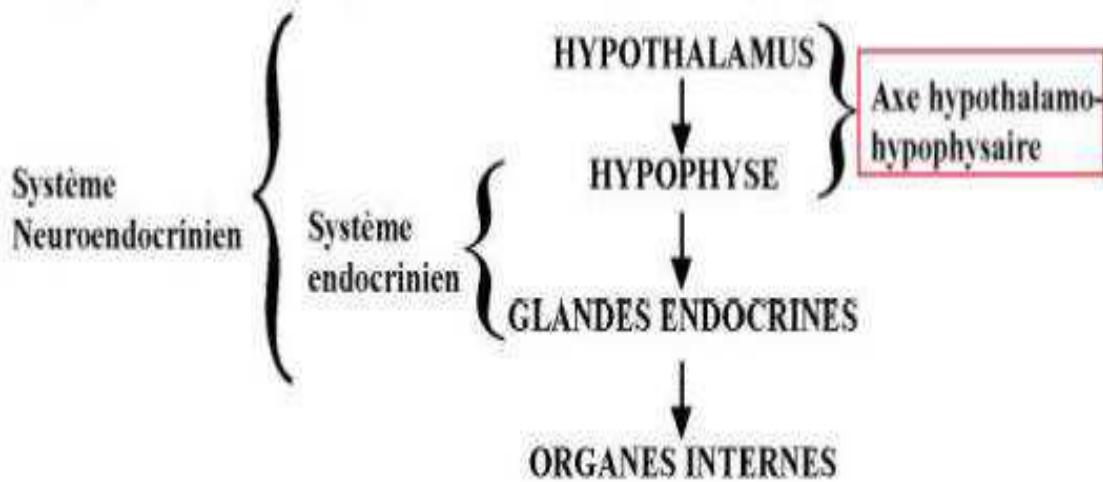 HYPOTHALAMUS
Axe hypothalamo-
hypophysaire
HYPOPHYSE
Système
Neuroendocrinien
Système
endocrinien
GLANDES ENDOCRINES
ORGANES INTERNES